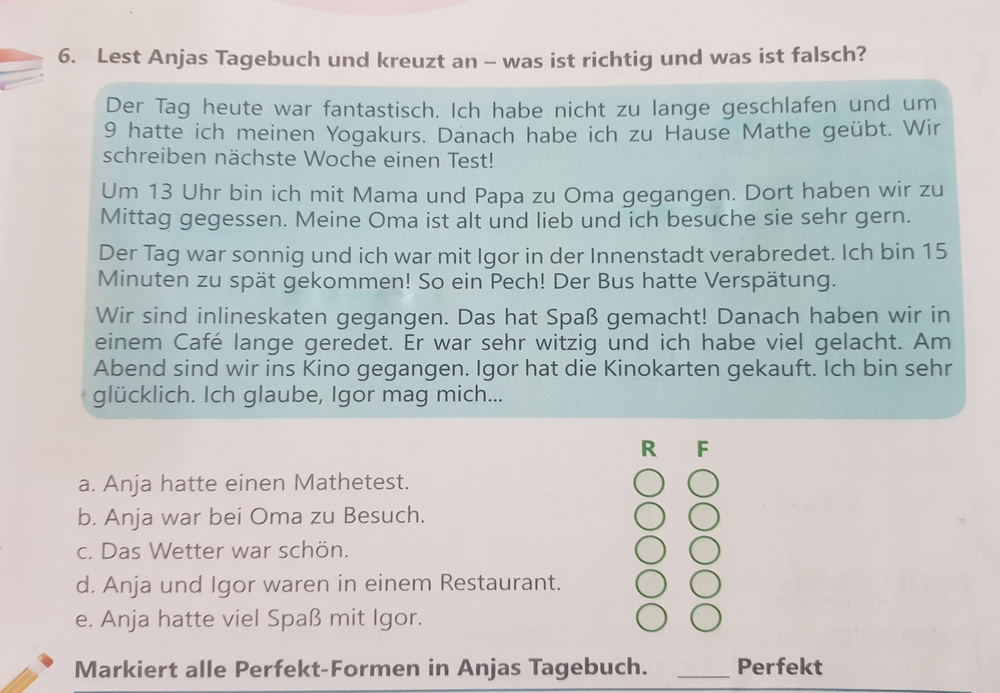 6. Lest Anjas Tagebuch und kreuzt an – was ist richtig und was ist falsch?
Der Tag heute war fantastisch. Ich habe nicht zu lange geschlafen und um
9 hatte ich meinen Yogakurs. Danach habe ich zu Hause Mathe geübt. Wir
schreiben nächste Woche einen Test!
Um 13 Uhr bin ich mit Mama und Papa zu Oma gegangen. Dort haben wir zu
Mittag gegessen. Meine Oma ist alt und lieb und ich besuche sie sehr gern.
Der Tag war sonnig und ich war mit Igor in der Innenstadt verabredet. Ich bin 15
Minuten zu spät gekommen! So ein Pech! Der Bus hatte Verspätung.
Wir sind inlineskaten gegangen. Das hat Spaß gemacht! Danach haben wir in
einem Café lange geredet. Er war sehr witzig und ich habe viel gelacht. Am
Abend sind wir ins Kino gegangen. Igor hat die Kinokarten gekauft. Ich bin sehr
glücklich. Ich glaube, Igor mag mich...
R F
a. Anja hatte einen Mathetest.
b. Anja war bei Oma zu Besuch.
c. Das Wetter war schön.
d. Anja und Igor waren in einem Restaurant.
e. Anja hatte viel Spaß mit Igor.
Markiert alle Perfekt-Formen in Anjas Tagebuch. _____ Perfekt